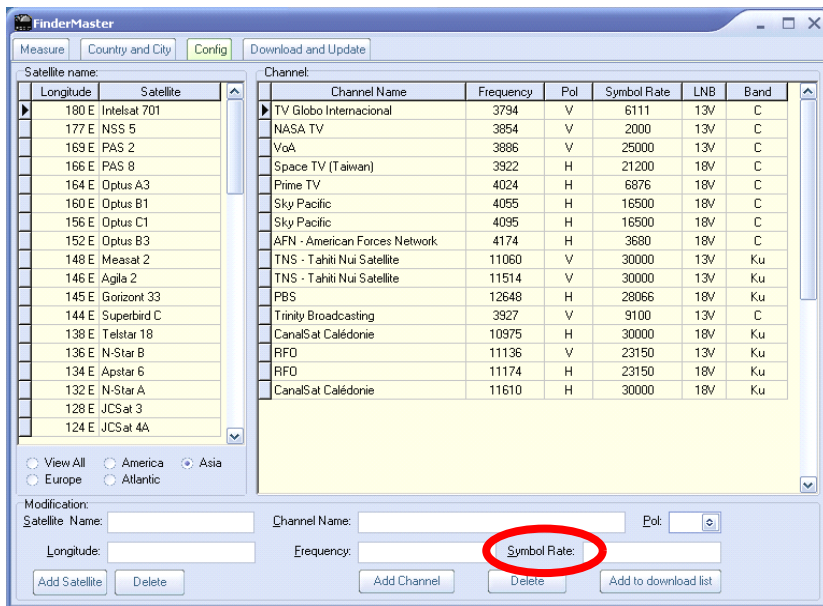 FinderMaster
Measure Country and City Config Download and Update
Satellite name:
Longitude Satellite
180 E Intelsat 701
177 E NSS 5
169 E PAS 2
166 E PAS 8
164 E Optus A3
160 E Optus B1
156 E Optus C1
152 E Optus B3
148 E Measat 2
146 E Agila 2
145 E Gorizont 33
144 E Superbird C
138 E Telstar 18
136 E N-Star B
134 E Apstar 6
132 E N-Star A
128 E JCSat 3
124 E JCSat 4A
View All America Asia
Europe Atlantic
Channel:
Channel Name Frequency Pol Symbol Rate LNB Band
TV Globo Internacional 3794 V 6111 13V C
NASA TV 3854 V 2000 13V C
VoA 3886 V 25000 13V C
Space TV (Taiwan) 3922 H 21200 18V C
Prime TV 4024 H 6876 18V C
Sky Pacific 4055 H 16500 18V C
Sky Pacific 4095 H 16500 18V C
AFN - American Forces Network 4174 H 3680 18V C
TNS - Tahiti Nui Satellite 11060 V 30000 13V Ku
TNS - Tahiti Nui Satellite 11514 V 30000 13V Ku
PBS 12648 H 28066 18V Ku
Trinity Broadcasting 3927 V 9100 13V C
CanalSat Calédonie 10975 H 30000 18V Ku
RFO 11136 V 23150 13V Ku
RFO 11174 H 23150 18V Ku
CanalSat Calédonie 11610 H 30000 18V Ku
Modification:
Satellite Name: Channel Name: Pol:
Longitude: Frequency: Symbol Rate:
Add Satellite Delete Add Channel Delete Add to download list